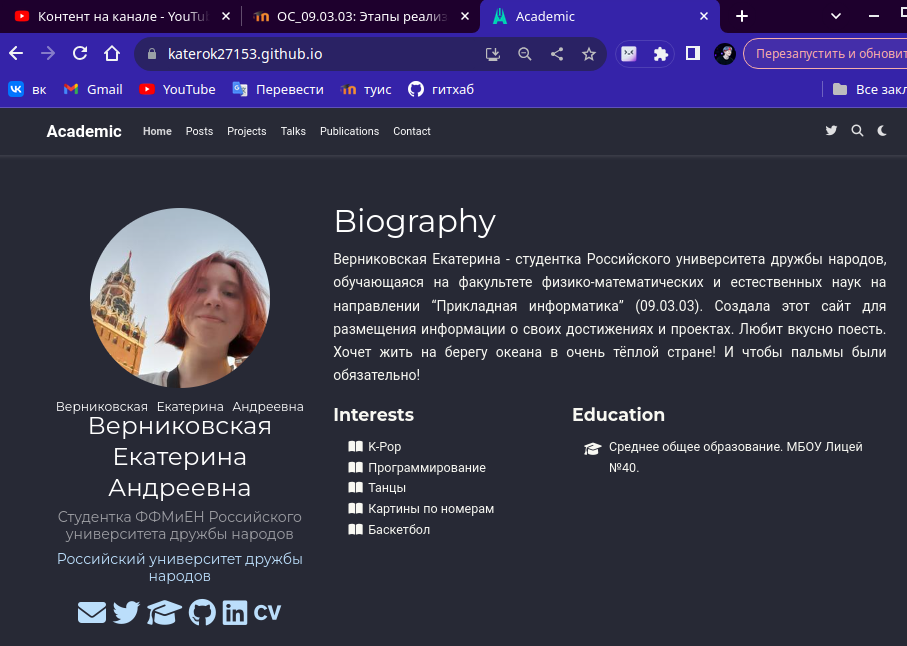 Контент на канале - YouTu
ОС_09.03.03: Этапы реализ
Academic
katerok27153.github.io
Перезапустить и обновит
вк
Gmail
YouTube
Перевести
туис
гитхаб
Все закл
Academic
Home
Posts
Projects
Talks
Publications
Contact
Верниковская Екатерина Андреевна
Верниковская
Екатерина
Андреевна
Студентка ФФМиЕН Российского
университета дружбы народов
Российский университет дружбы
народов
CV
Biography
Верниковская Екатерина - студентка Российского университета дружбы народов,
обучающаяся на факультете физико-математических и естественных наук на
направлении “Прикладная информатика” (09.03.03). Создала этот сайт для
размещения информации о своих достижениях и проектах. Любит вкусно поесть.
Хочет жить на берегу океана в очень тёплой стране! И чтобы пальмы были
обязательно!
Interests
K-Pop
Программирование
Танцы
Картины по номерам
Баскетбол
Education
Среднее общее образование. МБОУ Лицей
№40.